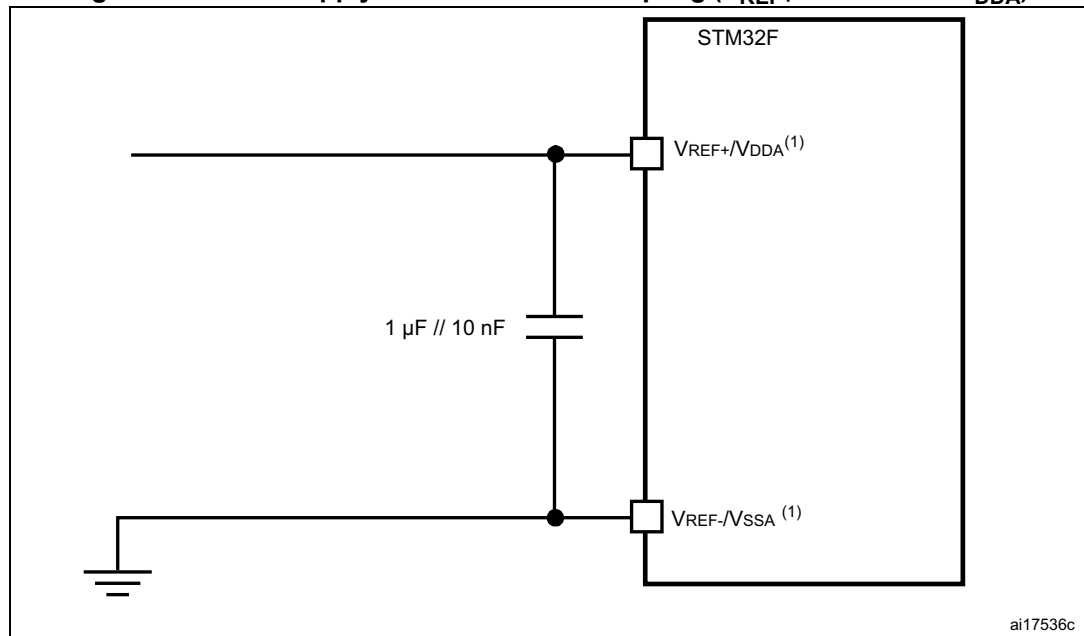 STM32F
VREF+/VDDA(1)
1 µF // 10 nF
VREF-/VSSA (1)
ai17536c